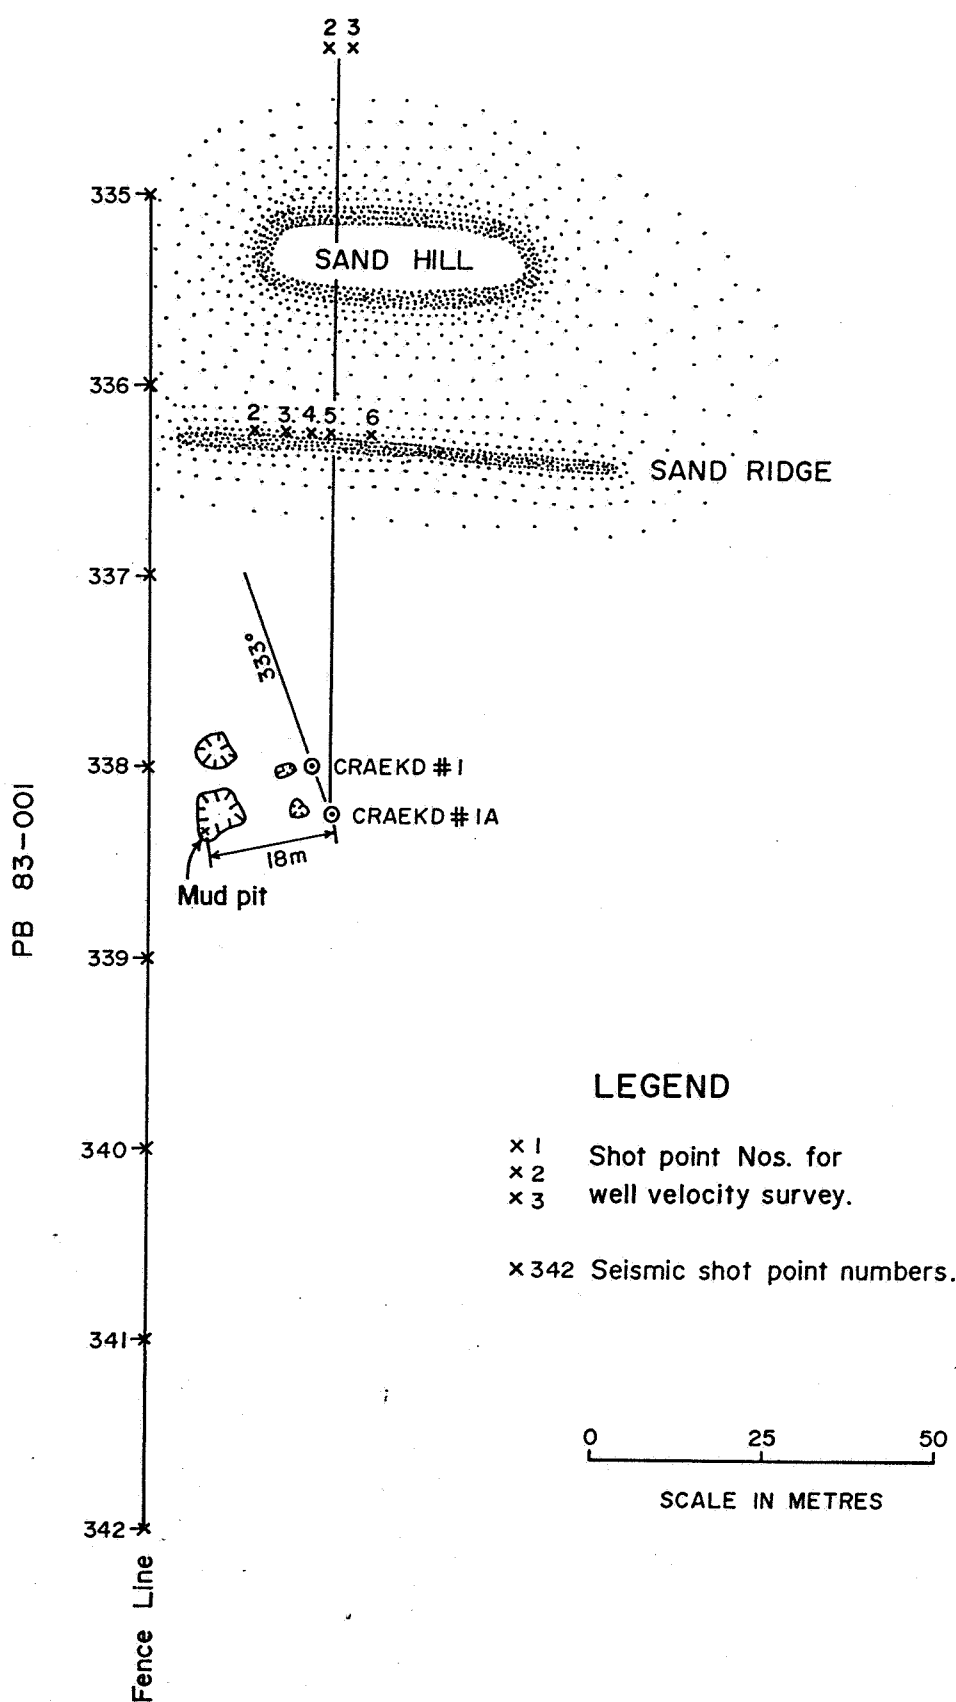 2 3
335
SAND HILL
336
2 3 4 5 6
SAND RIDGE
337
333°
338
CRAEKD #1
CRAEKD #1A
18m
Mud pit
PB 83-001
339
LEGEND
340
x 1
x 2
x 3
Shot point Nos. for
well velocity survey.
x 342 Seismic shot point numbers.
341
0 25 50
SCALE IN METRES
342
Fence Line